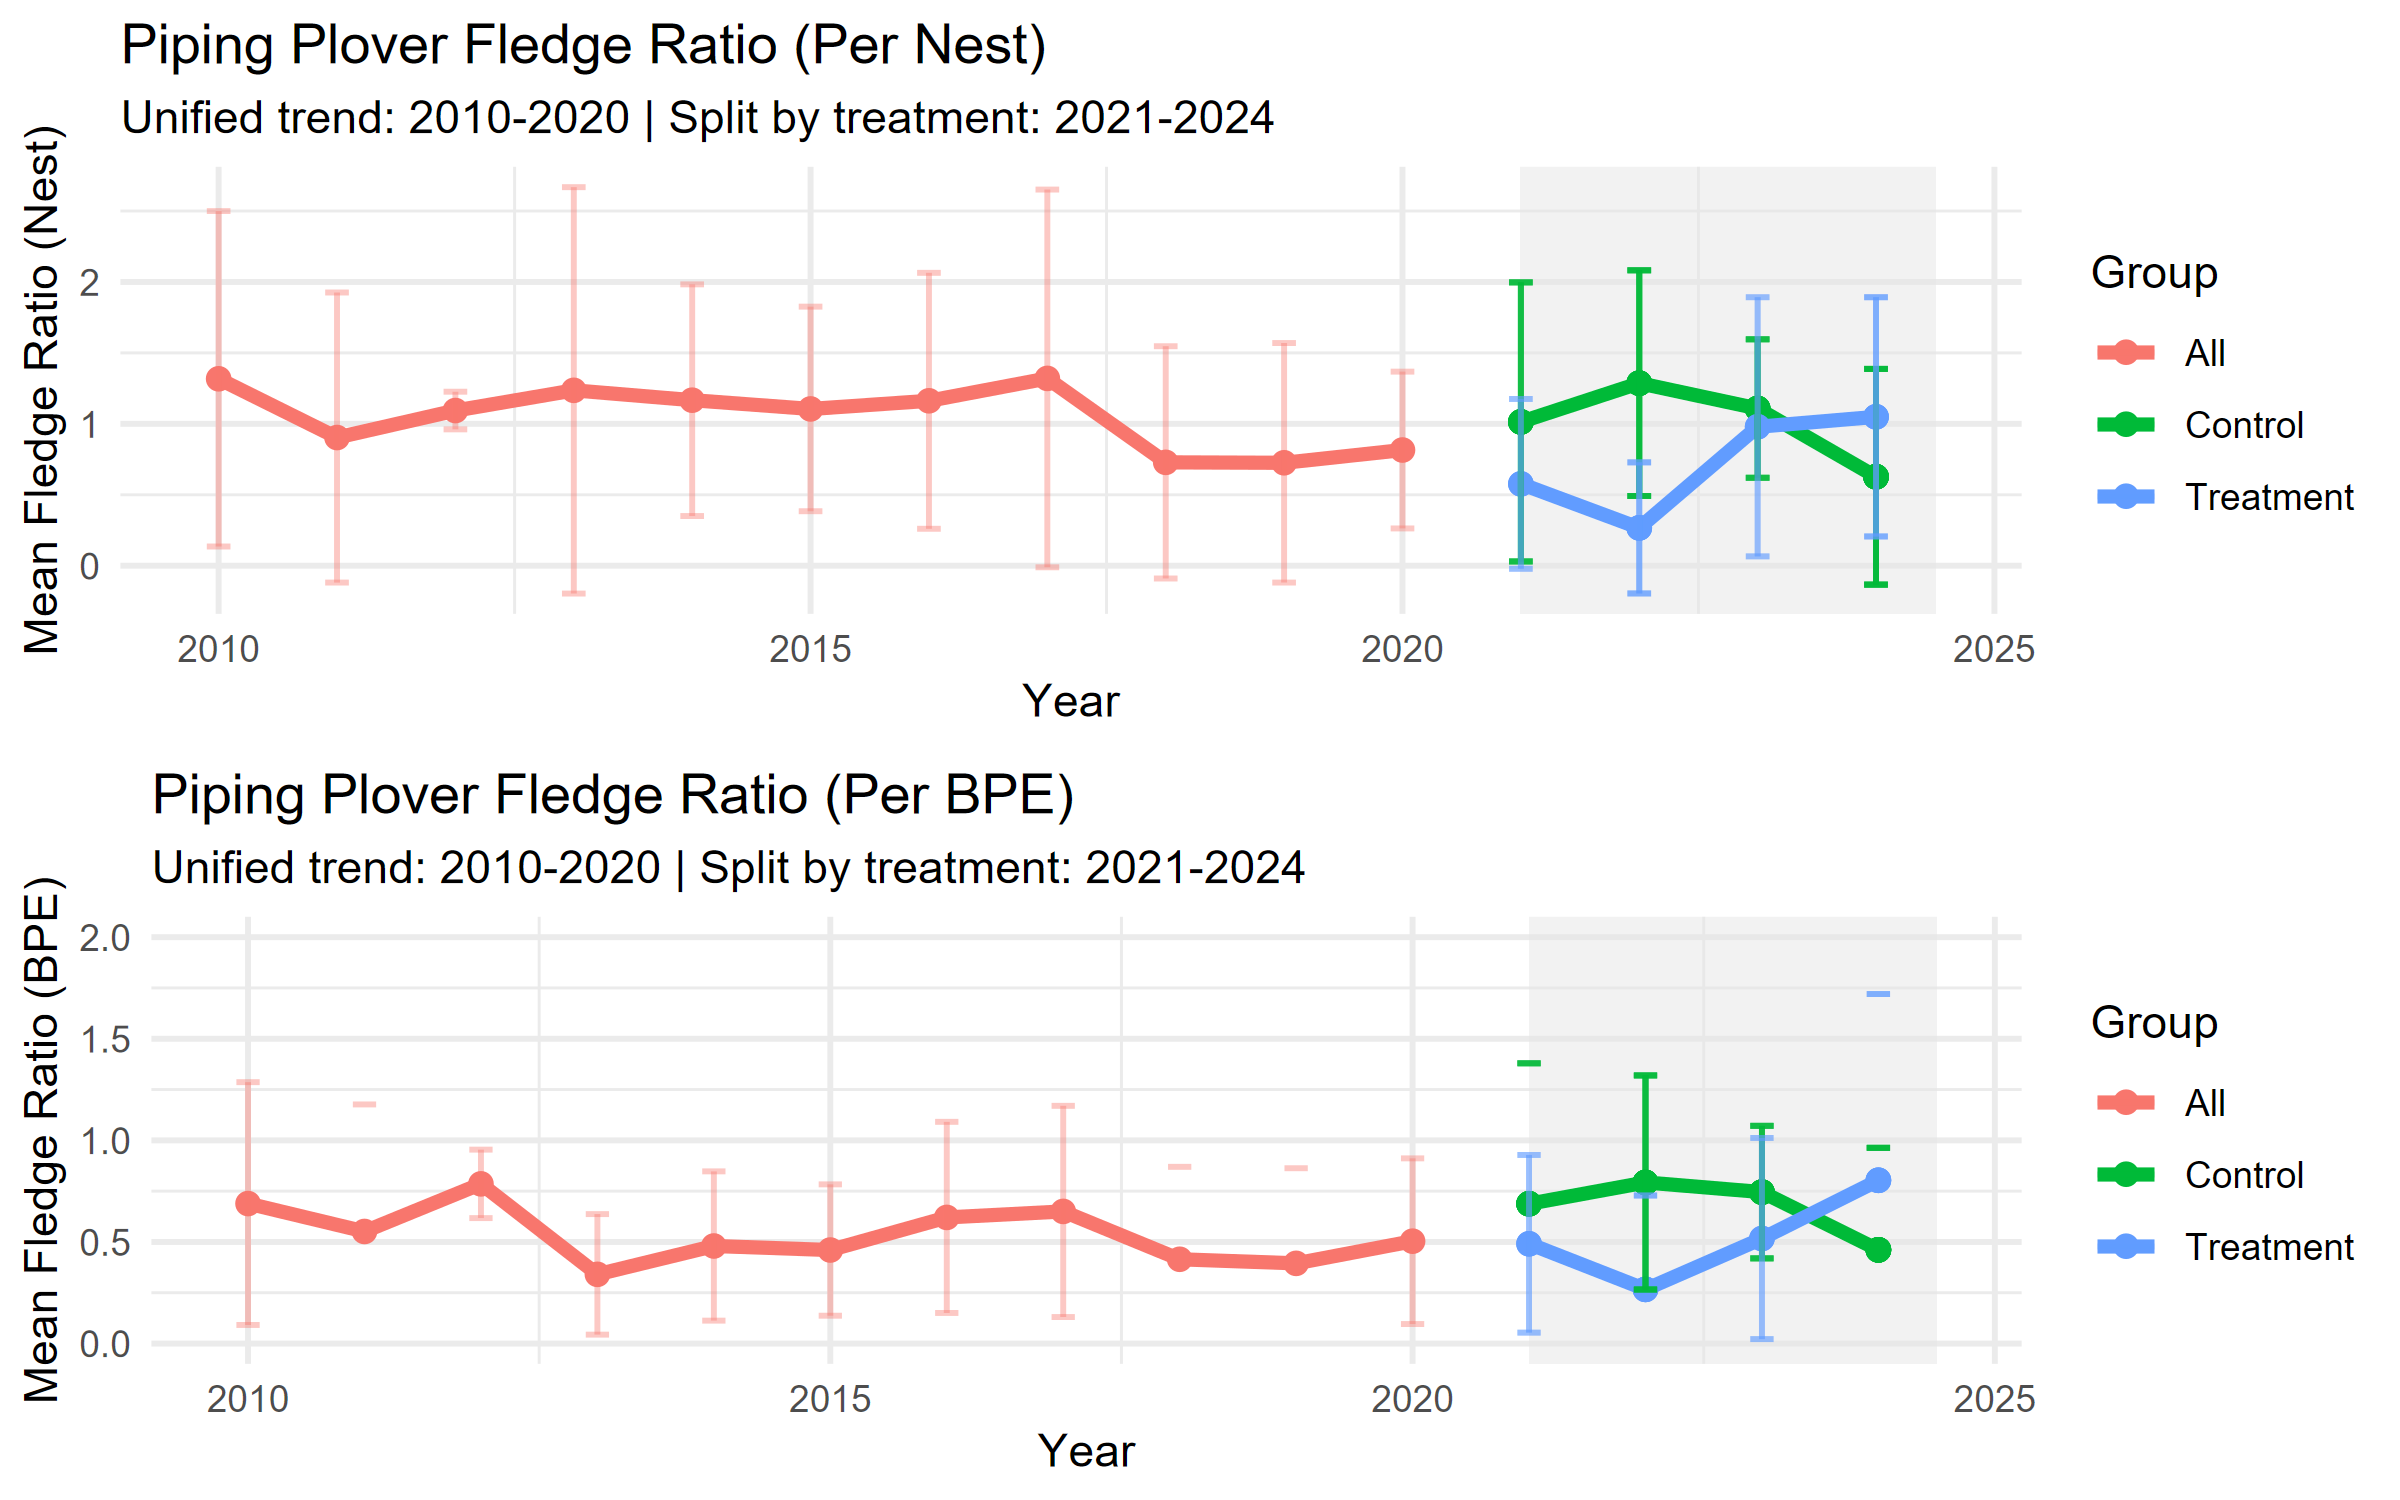 Piping Plover Fledge Ratio (Per Nest)
Unified trend: 2010-2020 | Split by treatment: 2021-2024
Mean Fledge Ratio (Nest)
2
1
0
2010
2015
2020
2025
Year
Group
All
Control
Treatment
Piping Plover Fledge Ratio (Per BPE)
Unified trend: 2010-2020 | Split by treatment: 2021-2024
Mean Fledge Ratio (BPE)
2.0
1.5
1.0
0.5
0.0
2010
2015
2020
2025
Year
Group
All
Control
Treatment